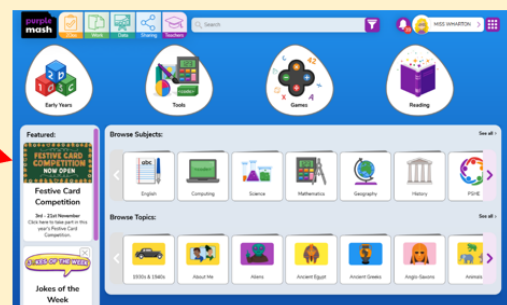 purple
mash
2Dos
Work
Data
Sharing
Teachers
Search
MISS WHARTON
Early Years
Tools
Games
Reading
Featured:
FESTIVE CARD
COMPETITION
NOW OPEN
Festive Card
Competition
3rd - 21st November
Click here to take part in this
year's Festive Card
Competition.
JOKES OF THE WEEK
Jokes of the
Week
Browse Subjects:
See all
abc
English
Computing
Science
Mathematics
Geography
History
PSHE
Browse Topics:
See all
1930s & 1940s
About Me
Aliens
Ancient Egypt
Ancient Greece
Anglo-Saxons
Animals